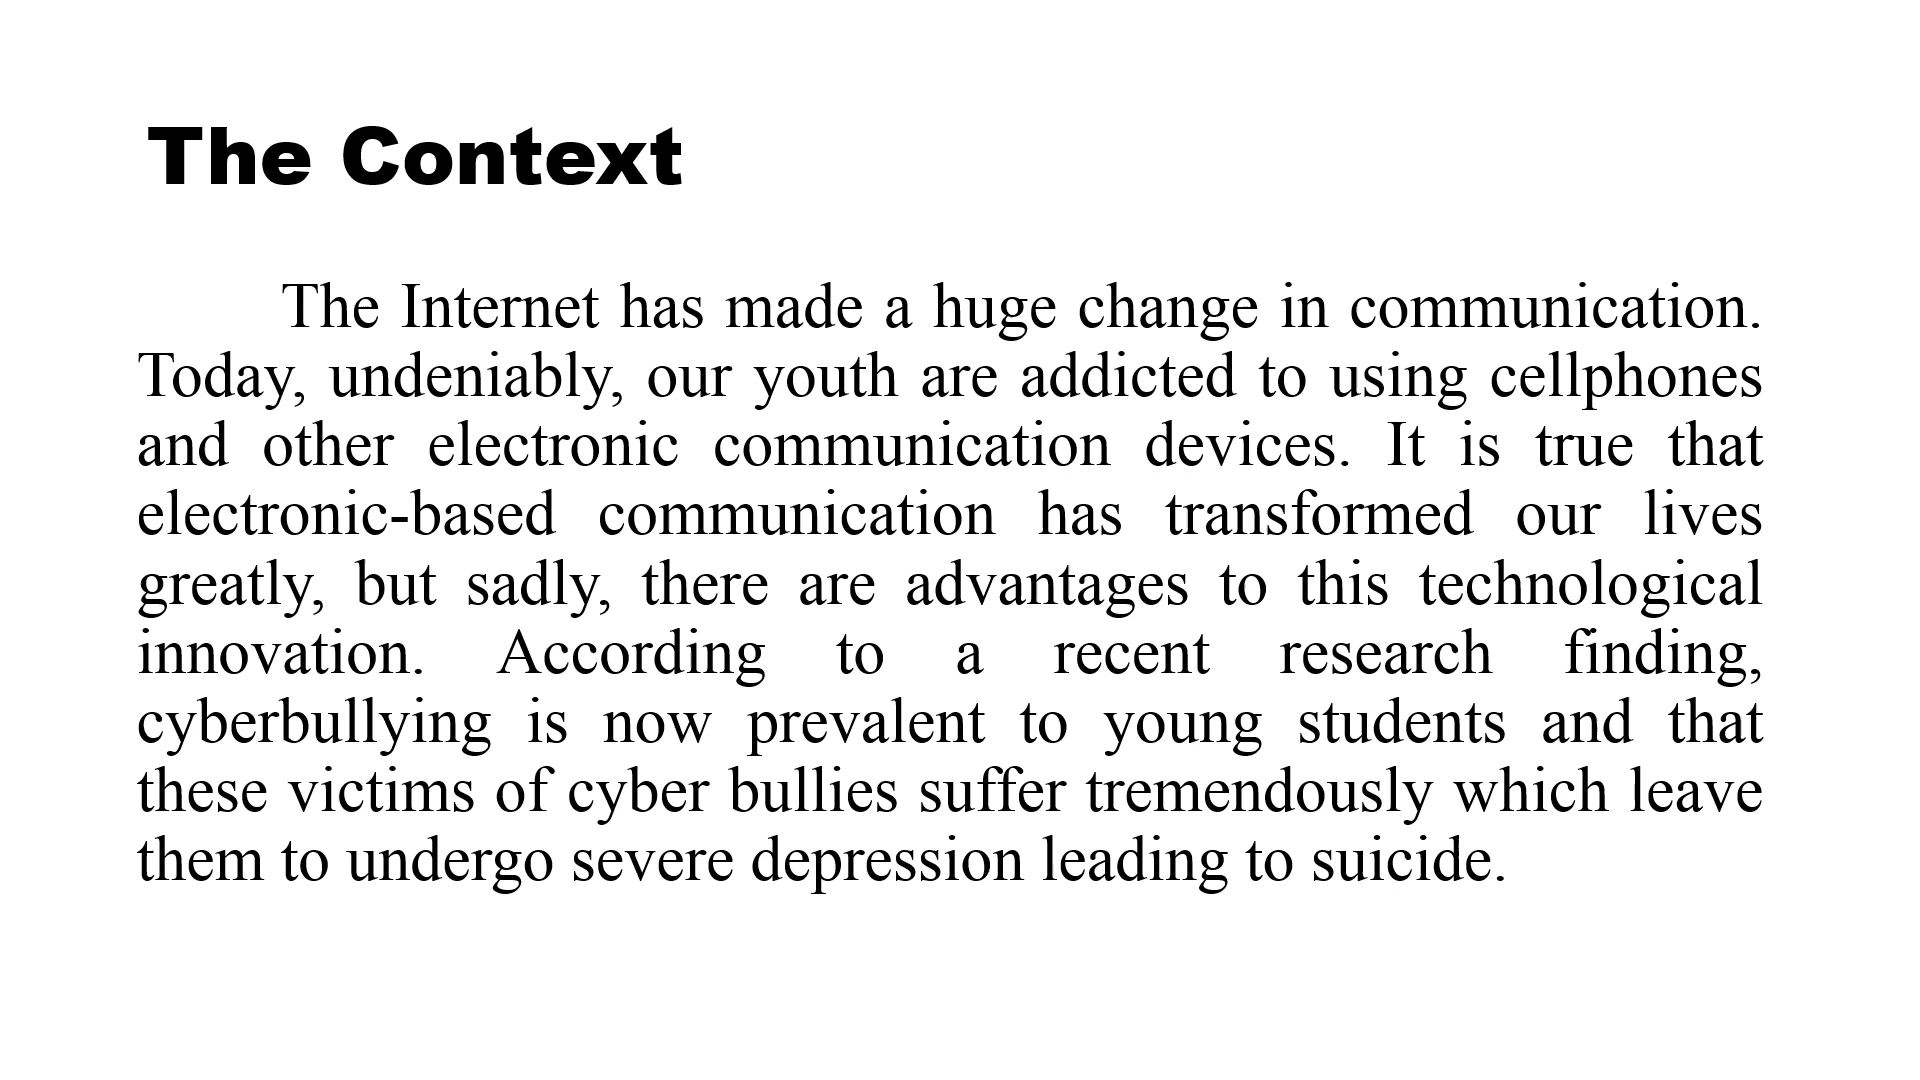 The Context
The Internet has made a huge change in communication.
Today, undeniably, our youth are addicted to using cellphones
and other electronic communication devices. It is true that
electronic-based communication has transformed our lives
greatly, but sadly, there are advantages to this technological
innovation. According to a recent research finding,
cyberbullying is now prevalent to young students and that
these victims of cyber bullies suffer tremendously which leave
them to undergo severe depression leading to suicide.